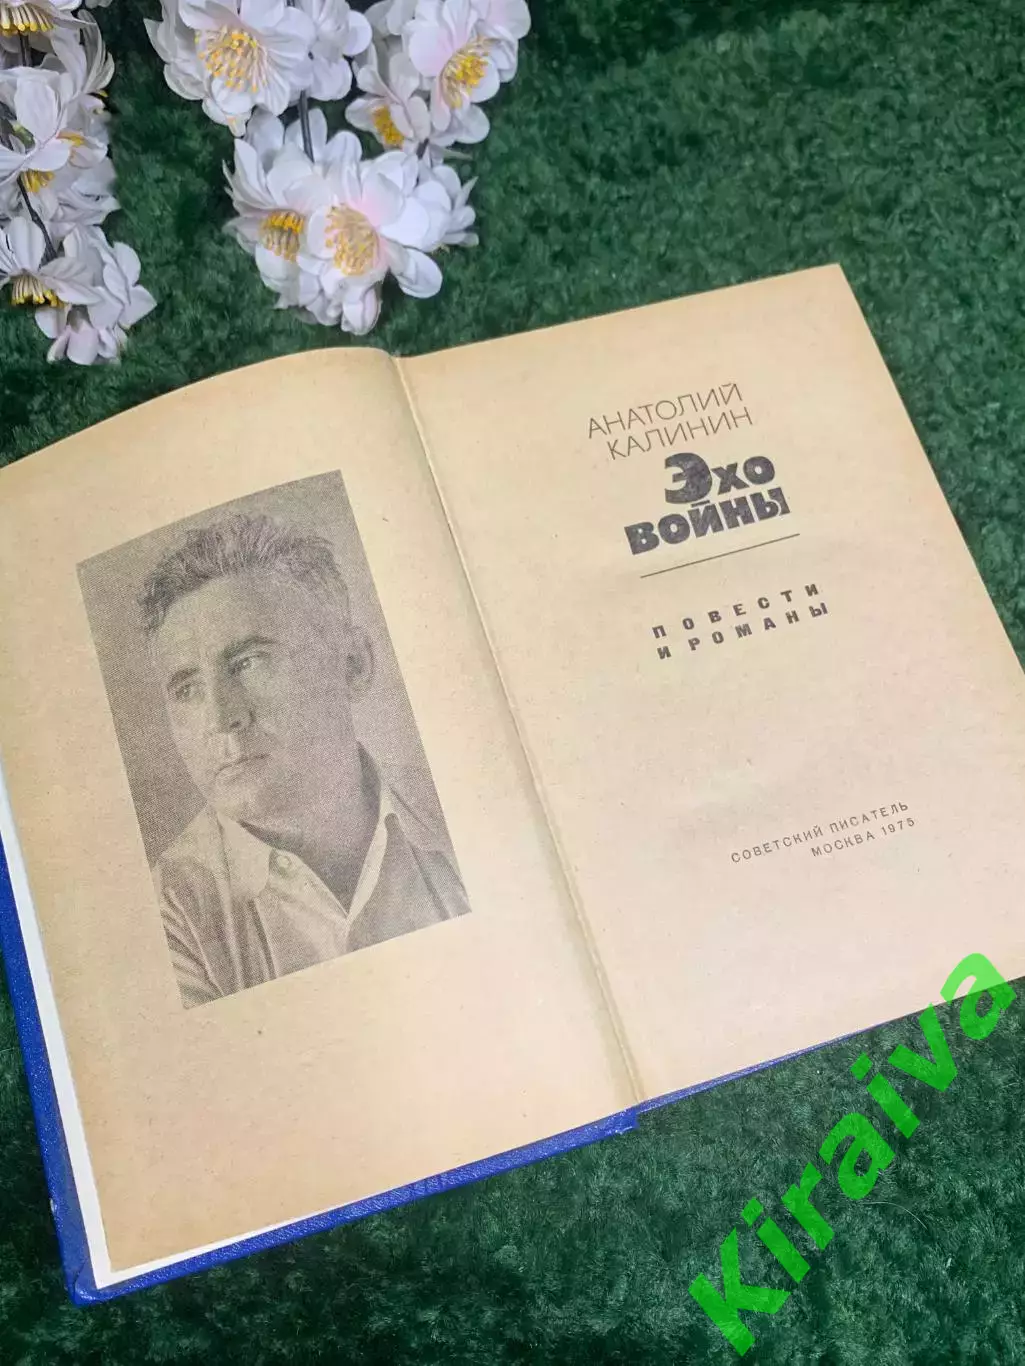 АНАТОЛИЙ
КАЛИНИН
Эхо
войны
ПОВЕСТИ
И РОМАНЫ
СОВЕТСКИЙ ПИСАТЕЛЬ
МОСКВА 1975
Kiraiva